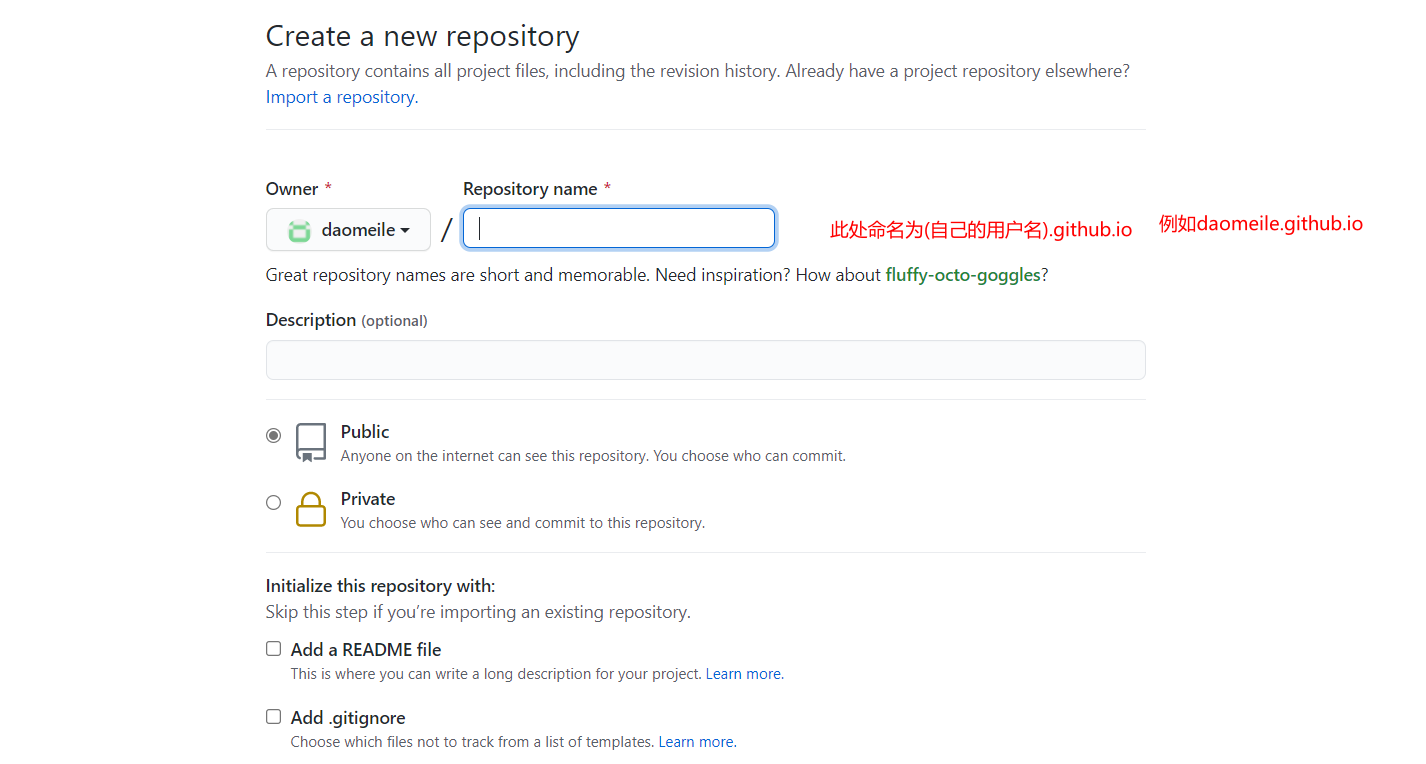 Create a new repository
A repository contains all project files, including the revision history. Already have a project repository elsewhere?
Import a repository.
Owner *
Repository name *
daomeile
/
此处命名为(自己的用户名).github.io
例如daomeile.github.io
Great repository names are short and memorable. Need inspiration? How about fluffy-octo-goggles?
Description (optional)
Public
Anyone on the internet can see this repository. You choose who can commit.
Private
You choose who can see and commit to this repository.
Initialize this repository with:
Skip this step if you’re importing an existing repository.
Add a README file
This is where you can write a long description for your project. Learn more.
Add .gitignore
Choose which files not to track from a list of templates. Learn more.